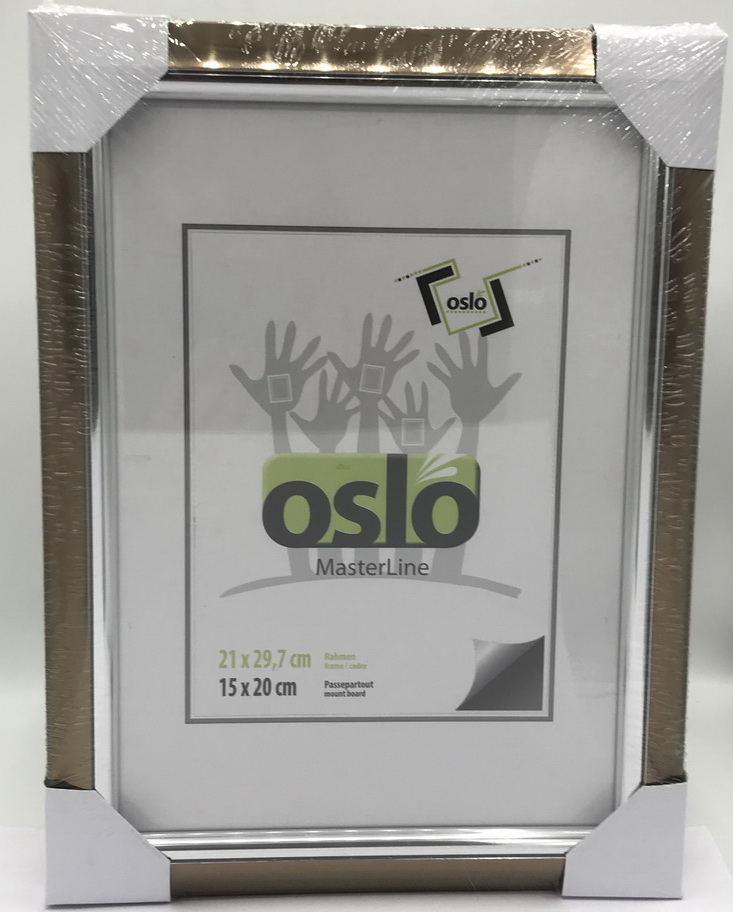 oslo
oslo
MasterLine
21 x 29,7 cm Rahmen
frame / cadre
15 x 20 cm Passepartout
mount board